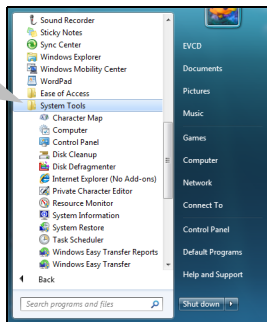 Sound Recorder
Sticky Notes
Sync Center
Windows Explorer
Windows Mobility Center
WordPad
Ease of Access
System Tools
Character Map
Computer
Control Panel
Disk Cleanup
Disk Defragmenter
Internet Explorer (No Add-ons)
Private Character Editor
Resource Monitor
System Information
System Restore
Task Scheduler
Windows Easy Transfer Reports
Windows Easy Transfer
Back
Search programs and files
EVCD
Documents
Pictures
Music
Games
Computer
Network
Connect To
Control Panel
Default Programs
Help and Support
Shut down